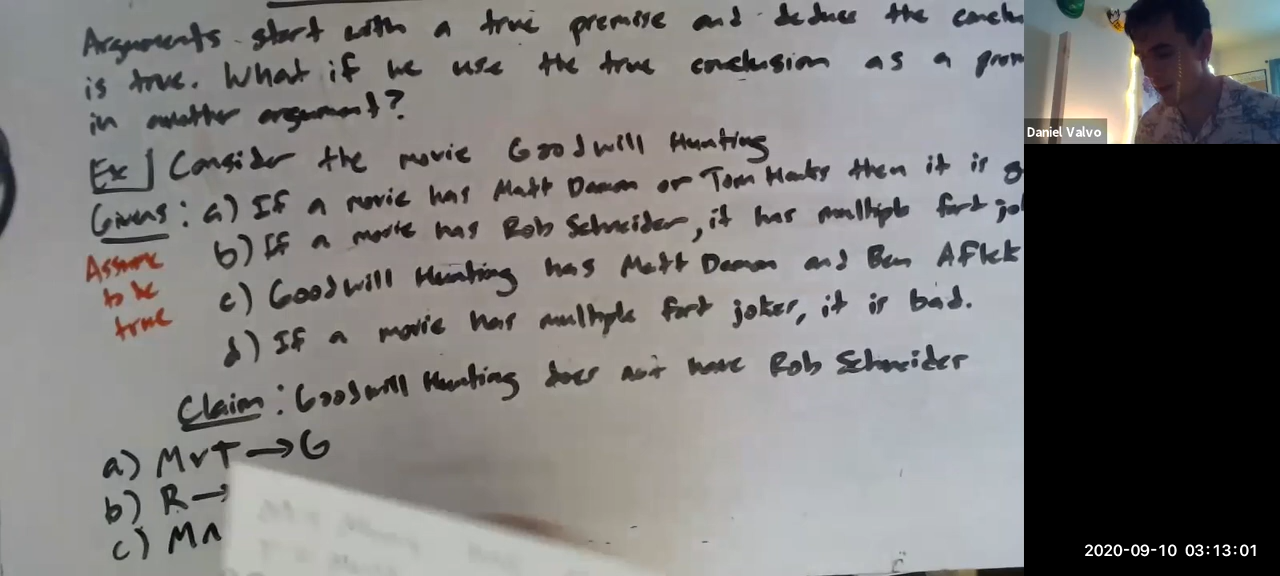 Arguments start with a true premise and deduce the conclu
is true. What if we use the true conclusion as a prem
in another argument?
Ex] Consider the movie Goodwill Hunting
Givens: a) If a movie has Matt Damon or Tom Hanks then it is g
b) If a movie has Rob Schneider, it has multiple fart jo
c) Goodwill Hunting has Matt Damon and Ben Aflek
d) If a movie has multiple fart jokes, it is bad.
Assume
to be
true
Claim: Goodwill Hunting does not have Rob Schneider
a) M∨T → G
b) R →
c) M∧
Daniel Valvo
2020-09-10 03:13:01